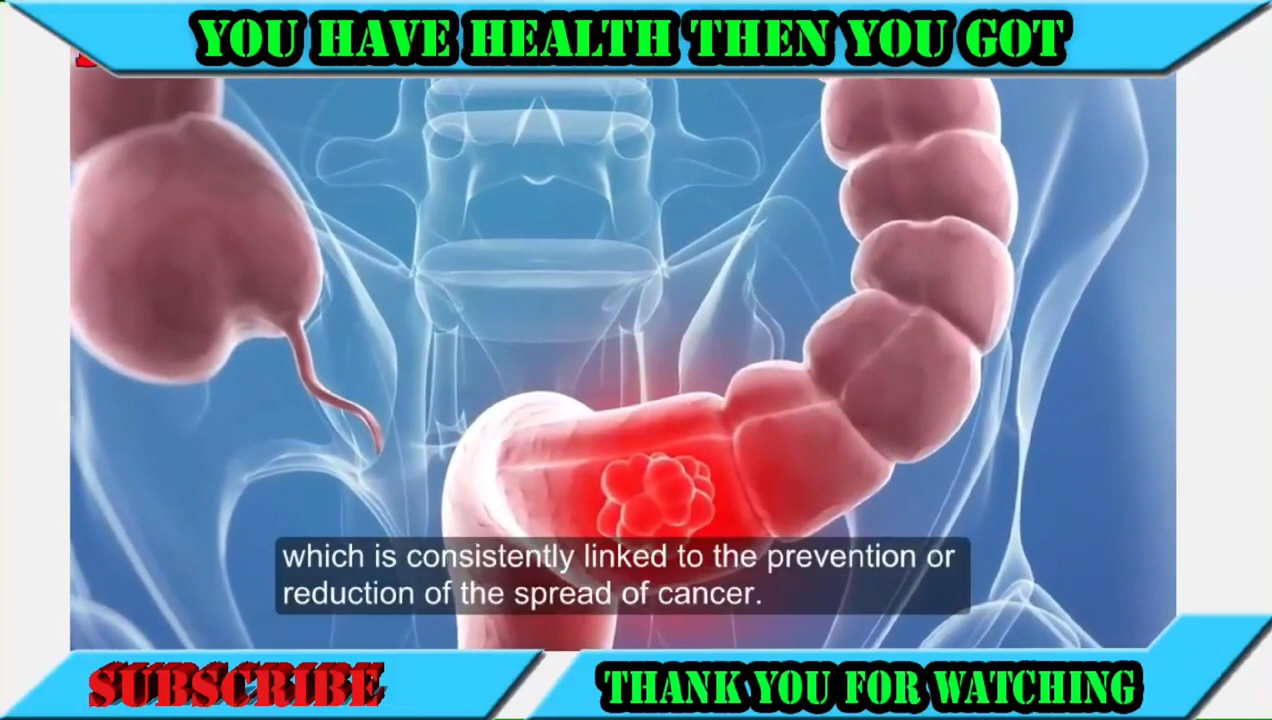 YOU HAVE HEALTH THEN YOU GOT
which is consistently linked to the prevention or
reduction of the spread of cancer.
SUBSCRIBE
THANK YOU FOR WATCHING